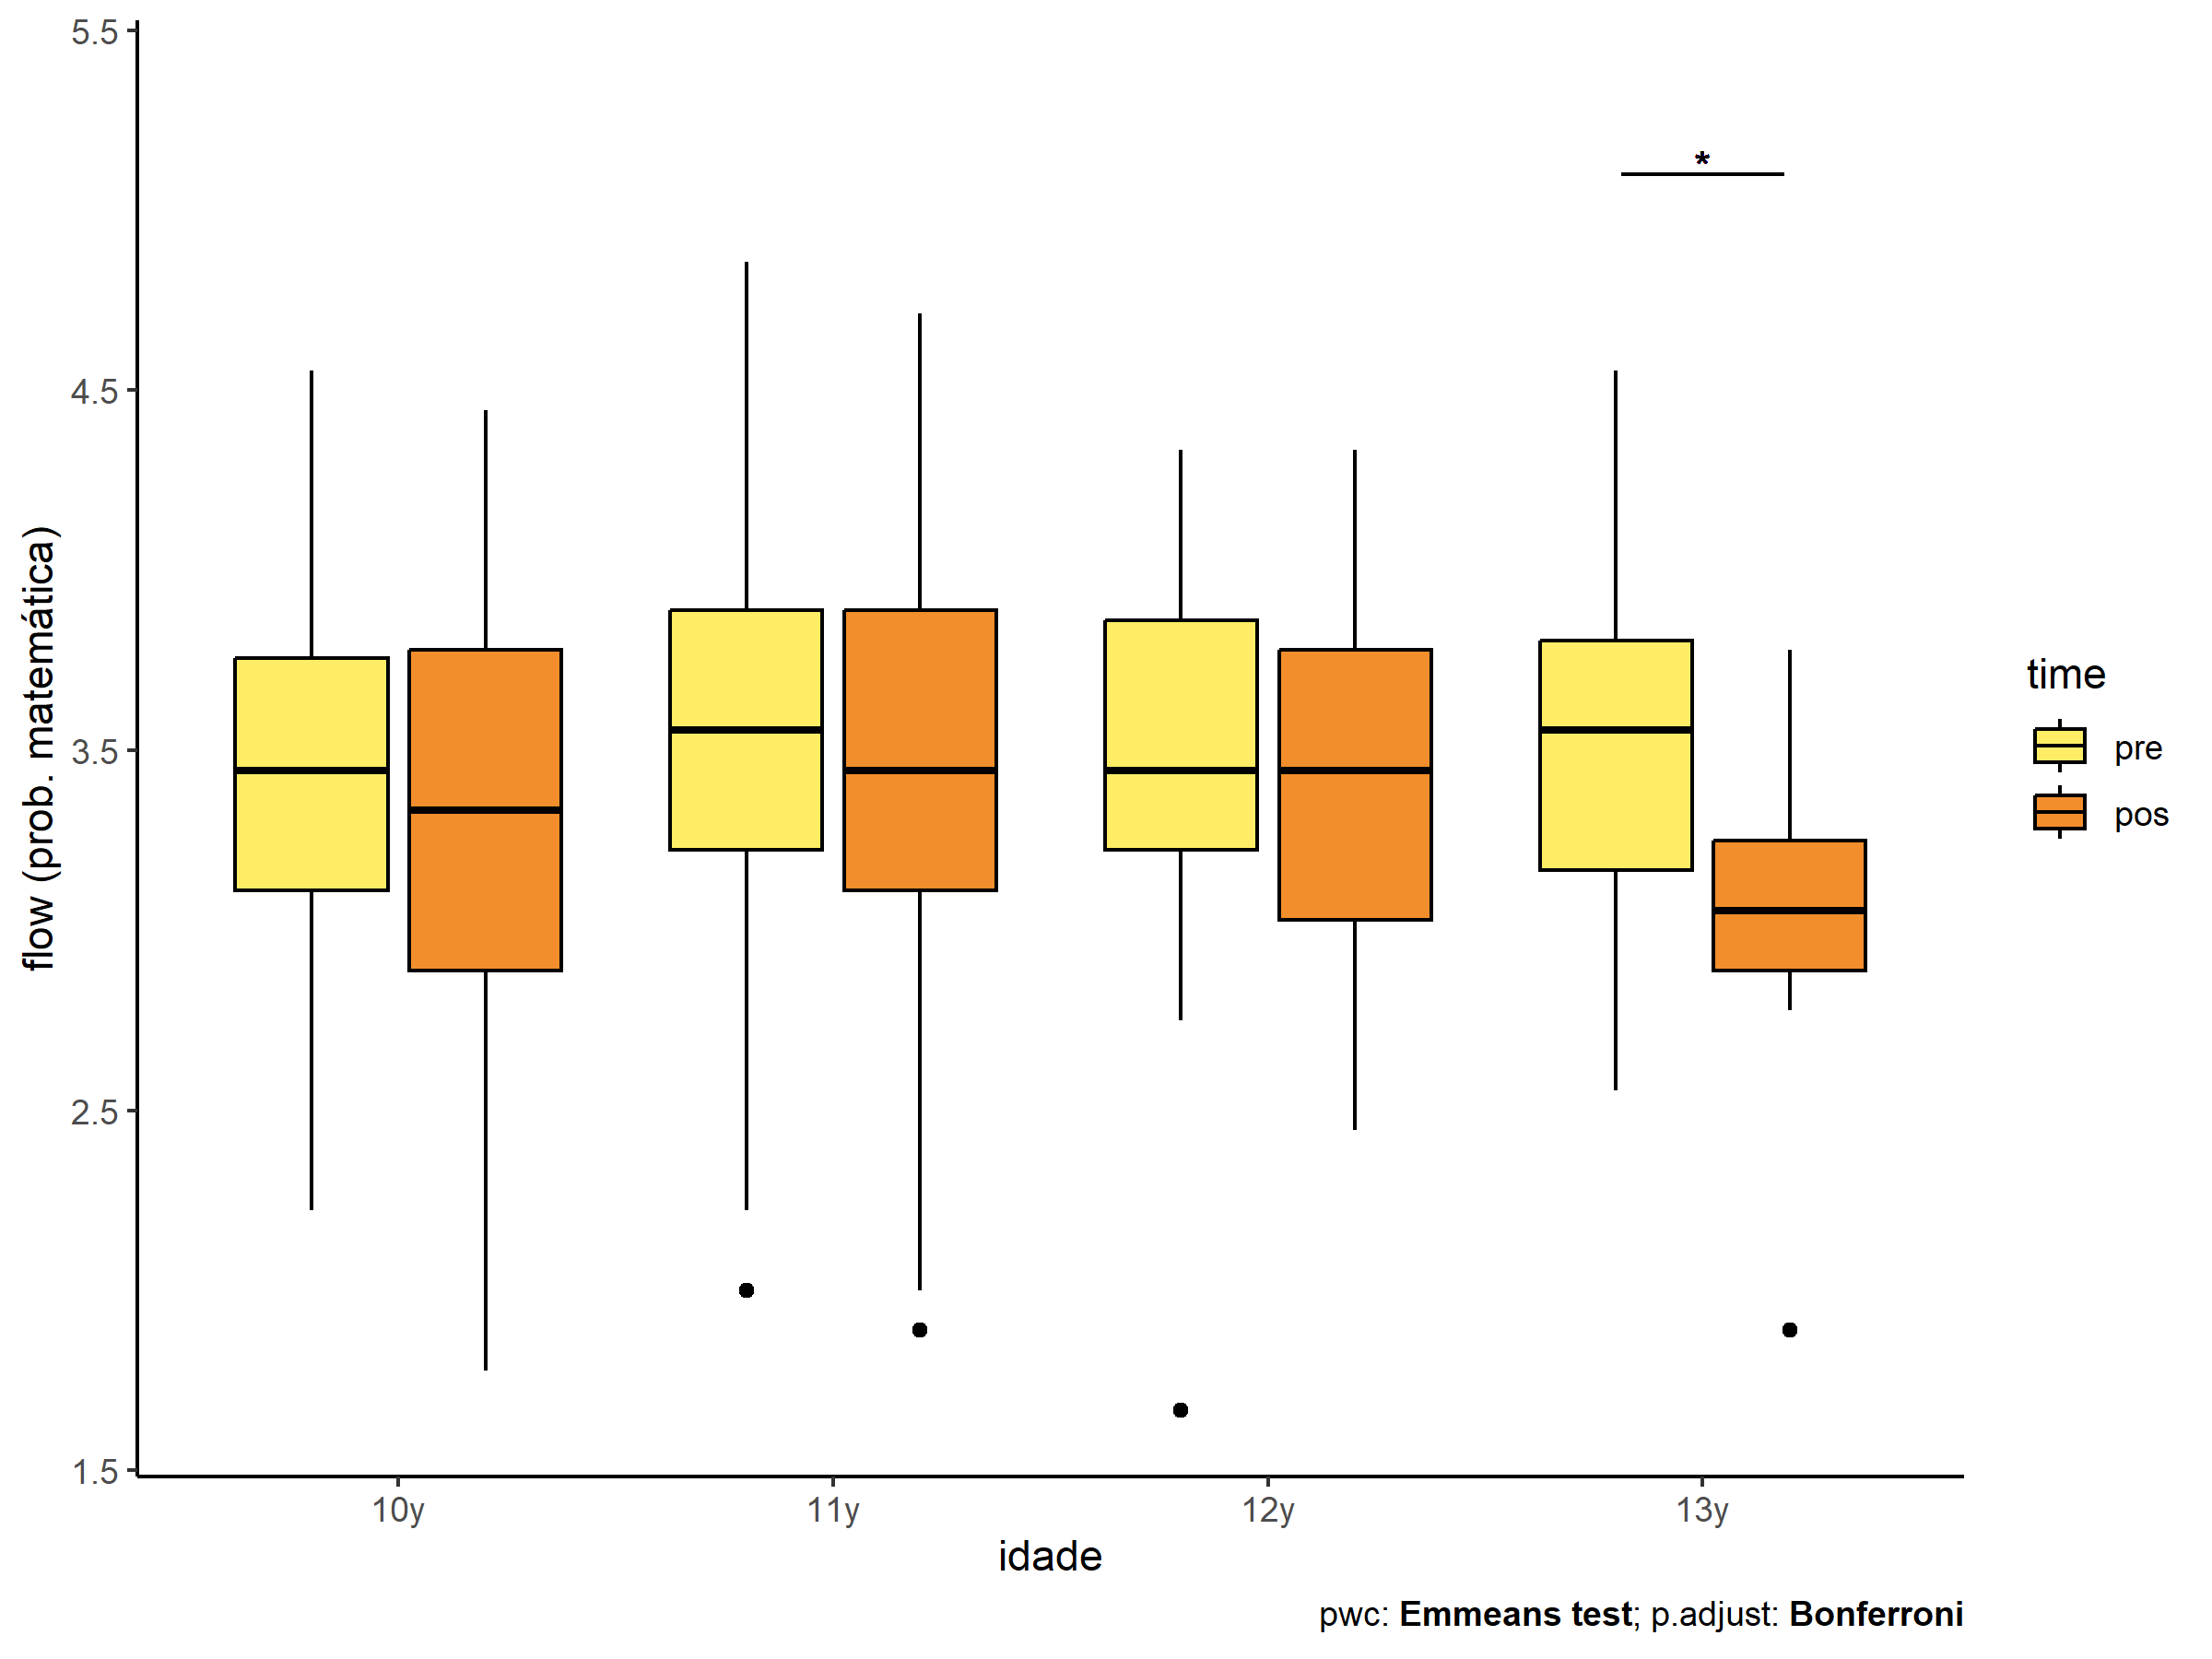 5.5
4.5
3.5
2.5
1.5
flow (prob. matemática)
*
10y
11y
12y
13y
idade
time
pre
pos
pwc: Emmeans test; p.adjust: Bonferroni